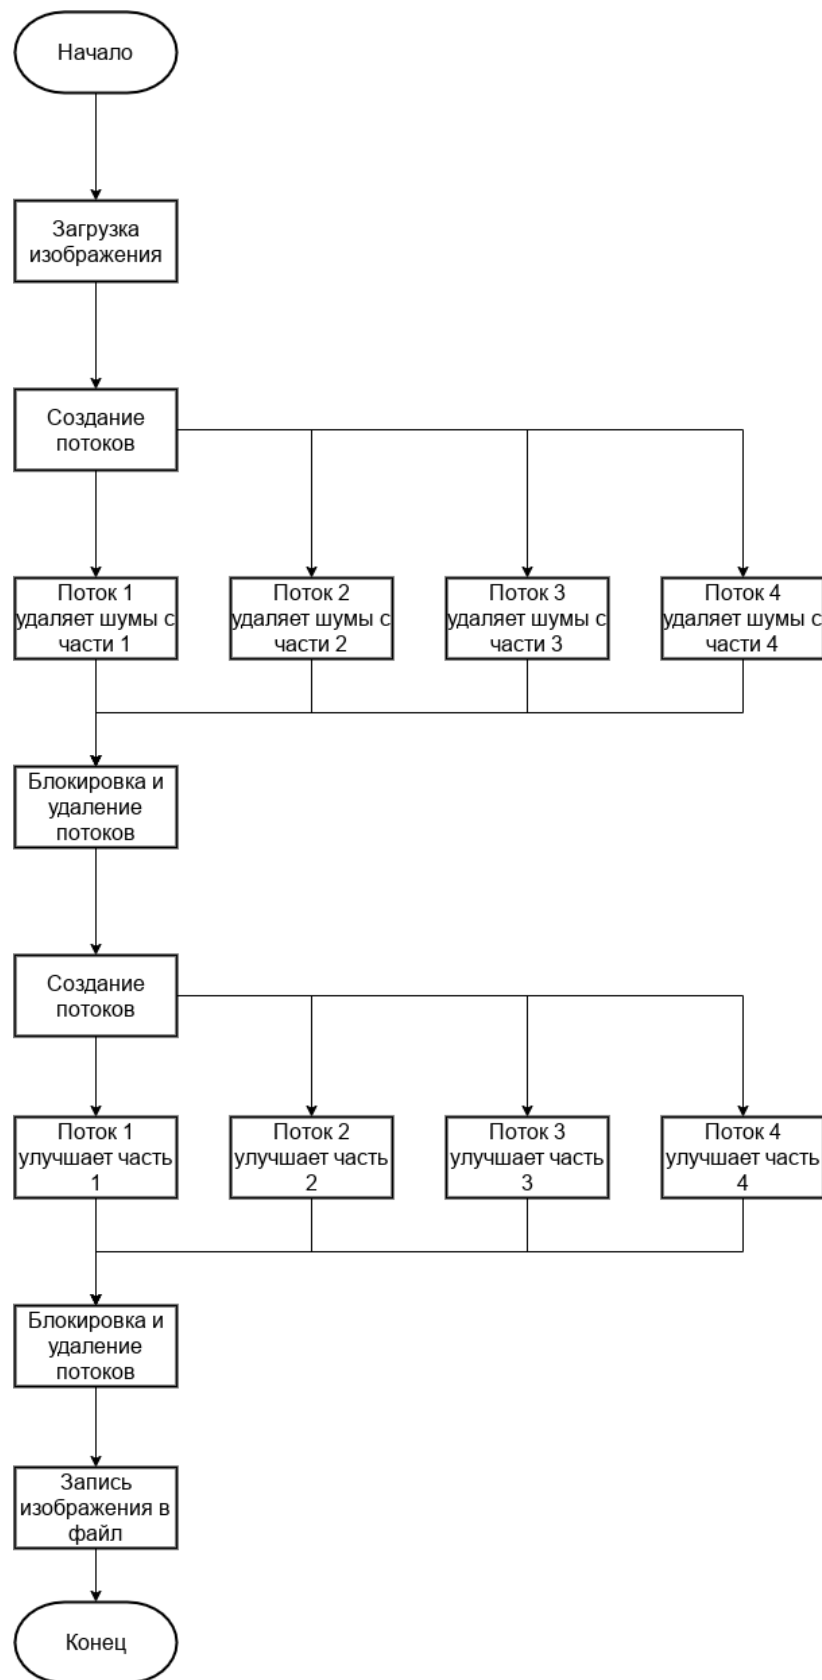 Начало
Загрузка
изображения
Создание
потоков
Поток 1
удаляет шумы с
части 1
Поток 2
удаляет шумы с
части 2
Поток 3
удаляет шумы с
части 3
Поток 4
удаляет шумы с
части 4
Блокировка и
удаление
потоков
Создание
потоков
Поток 1
улучшает часть
1
Поток 2
улучшает часть
2
Поток 3
улучшает часть
3
Поток 4
улучшает часть
4
Блокировка и
удаление
потоков
Запись
изображения в
файл
Конец